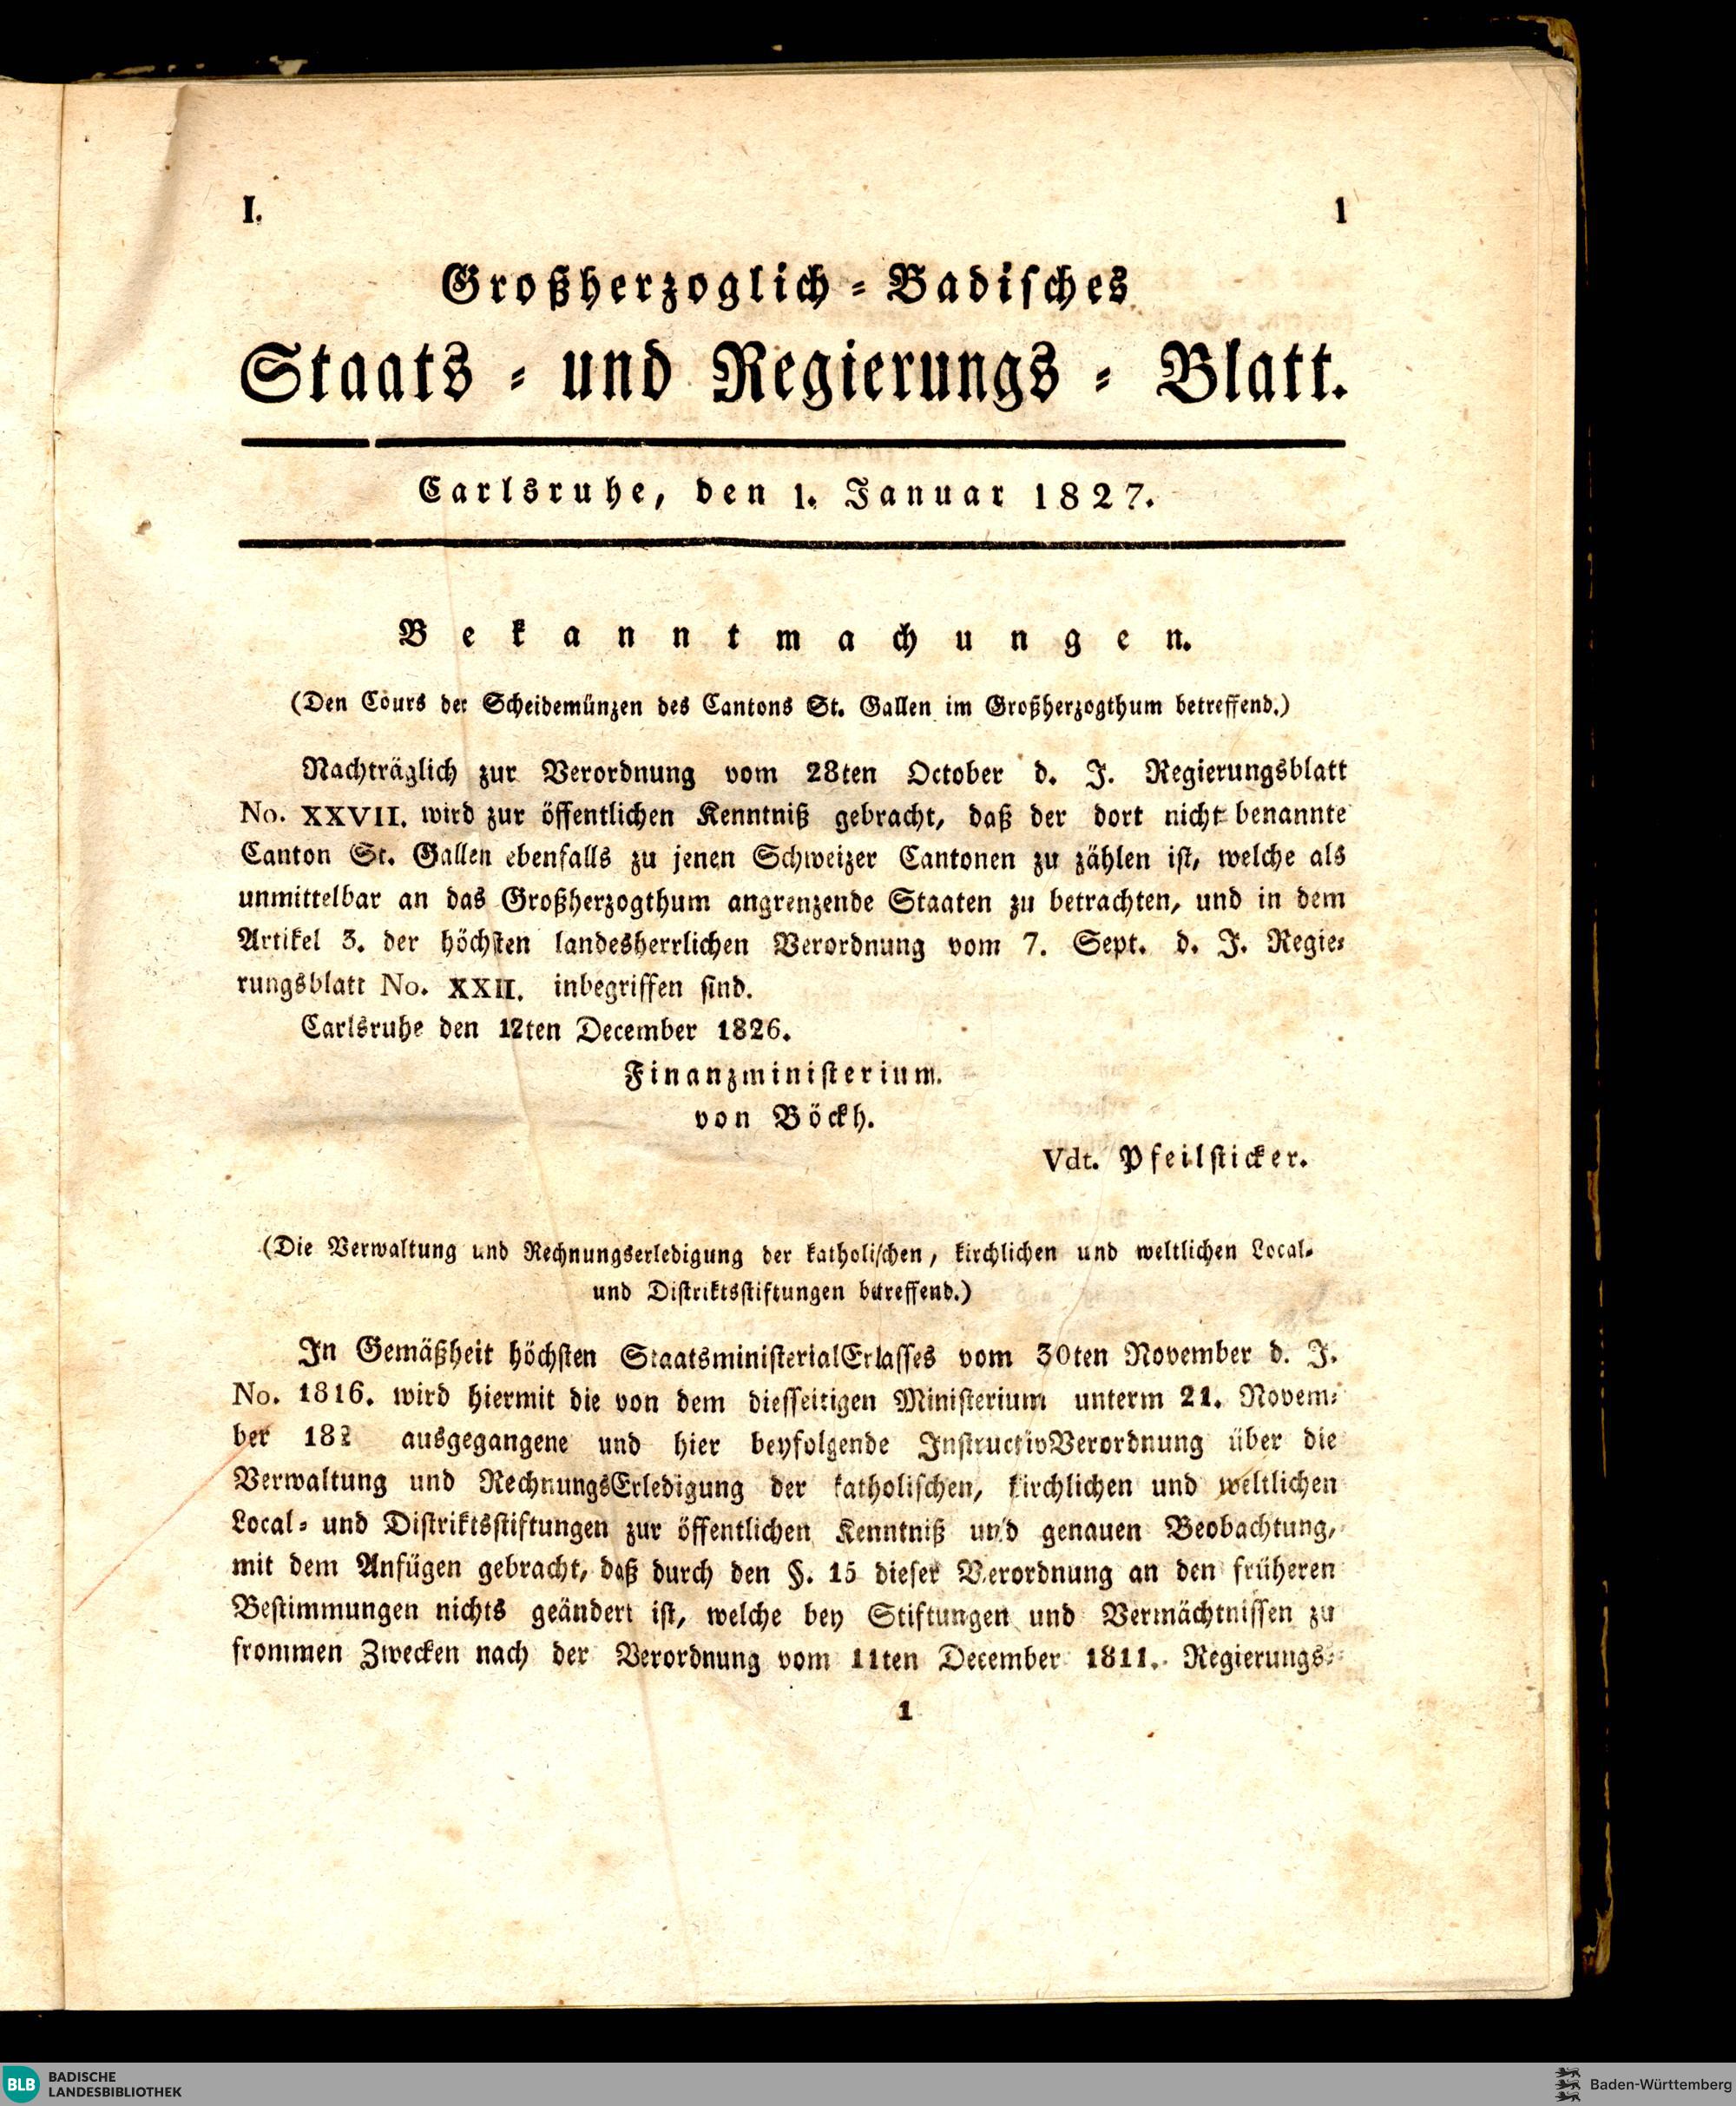 I. 1
Großherzoglich-Badisches
Staats- und Regierungs-Blatt.
Carlsruhe, den 1. Januar 1827.
Bekanntmachungen.
(Den Cours der Scheidemünzen des Cantons St. Gallen im Großherzogthum betreffend.)
Nachträglich zur Verordnung vom 28ten October d. J. Regierungsblatt
No. XXVII. wird zur öffentlichen Kenntniß gebracht, daß der dort nicht benannte
Canton St. Gallen ebenfalls zu jenen Schweizer Cantonen zu zählen ist, welche als
unmittelbar an das Großherzogthum angrenzende Staaten zu betrachten, und in dem
Artikel 3. der höchsten landesherrlichen Verordnung vom 7. Sept. d. J. Regie-
rungsblatt No. XXII. inbegriffen sind.
Carlsruhe den 12ten December 1826.
Finanzministerium.
von Böckh.
Vdt. Pfeilsticker.
(Die Verwaltung und Rechnungserledigung der katholischen, kirchlichen und weltlichen Local-
und Distriktsstiftungen betreffend.)
In Gemäßheit höchsten StaatsministerialErlasses vom 30ten November d. J.
No. 1816. wird hiermit die von dem diesseitigen Ministerium unterm 21. Novem-
ber ausgegangene und hier beyfolgende InstructivVerordnung über die
Verwaltung und RechnungsErledigung der katholischen, kirchlichen und weltlichen
Local- und Distriktsstiftungen zur öffentlichen Kenntniß und genauen Beobachtung,
mit dem Anfügen gebracht, daß durch den §. 15 dieser Verordnung an den früheren
Bestimmungen nichts geändert ist, welche bey Stiftungen und Vermächtnissen zu
frommen Zwecken nach der Verordnung vom 11ten December 1811. Regierungs-
1
BLB BADISCHE
LANDESBIBLIOTHEK
Baden-Württemberg